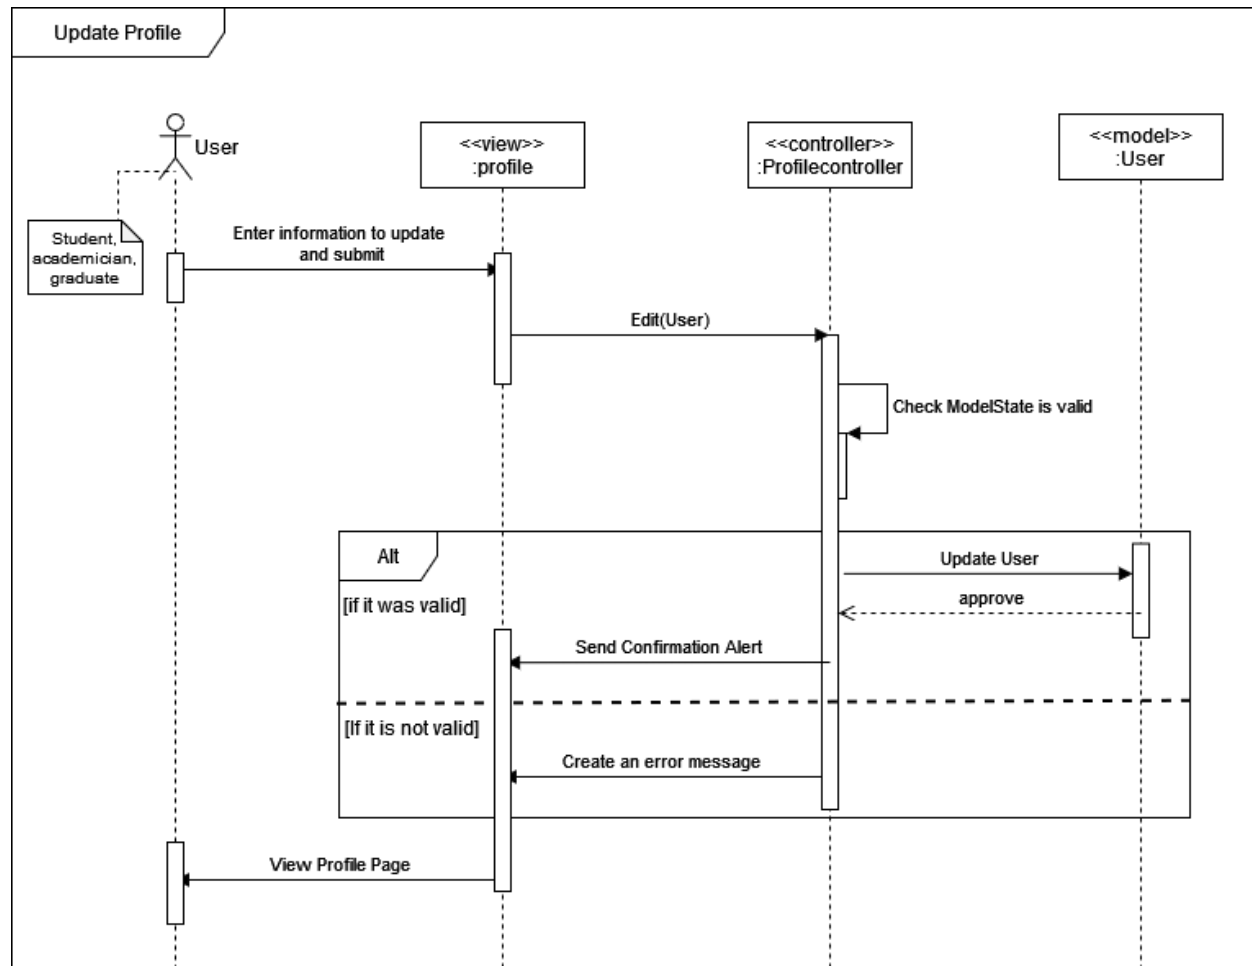 Update Profile
User
<<view>>
:profile
<<controller>>
:Profilecontroller
<<model>>
:User
Student,
academician,
graduate
Enter information to update
and submit
Edit(User)
Check ModelState is valid
Alt
Update User
[if it was valid]
approve
Send Confirmation Alert
[If it is not valid]
Create an error message
View Profile Page